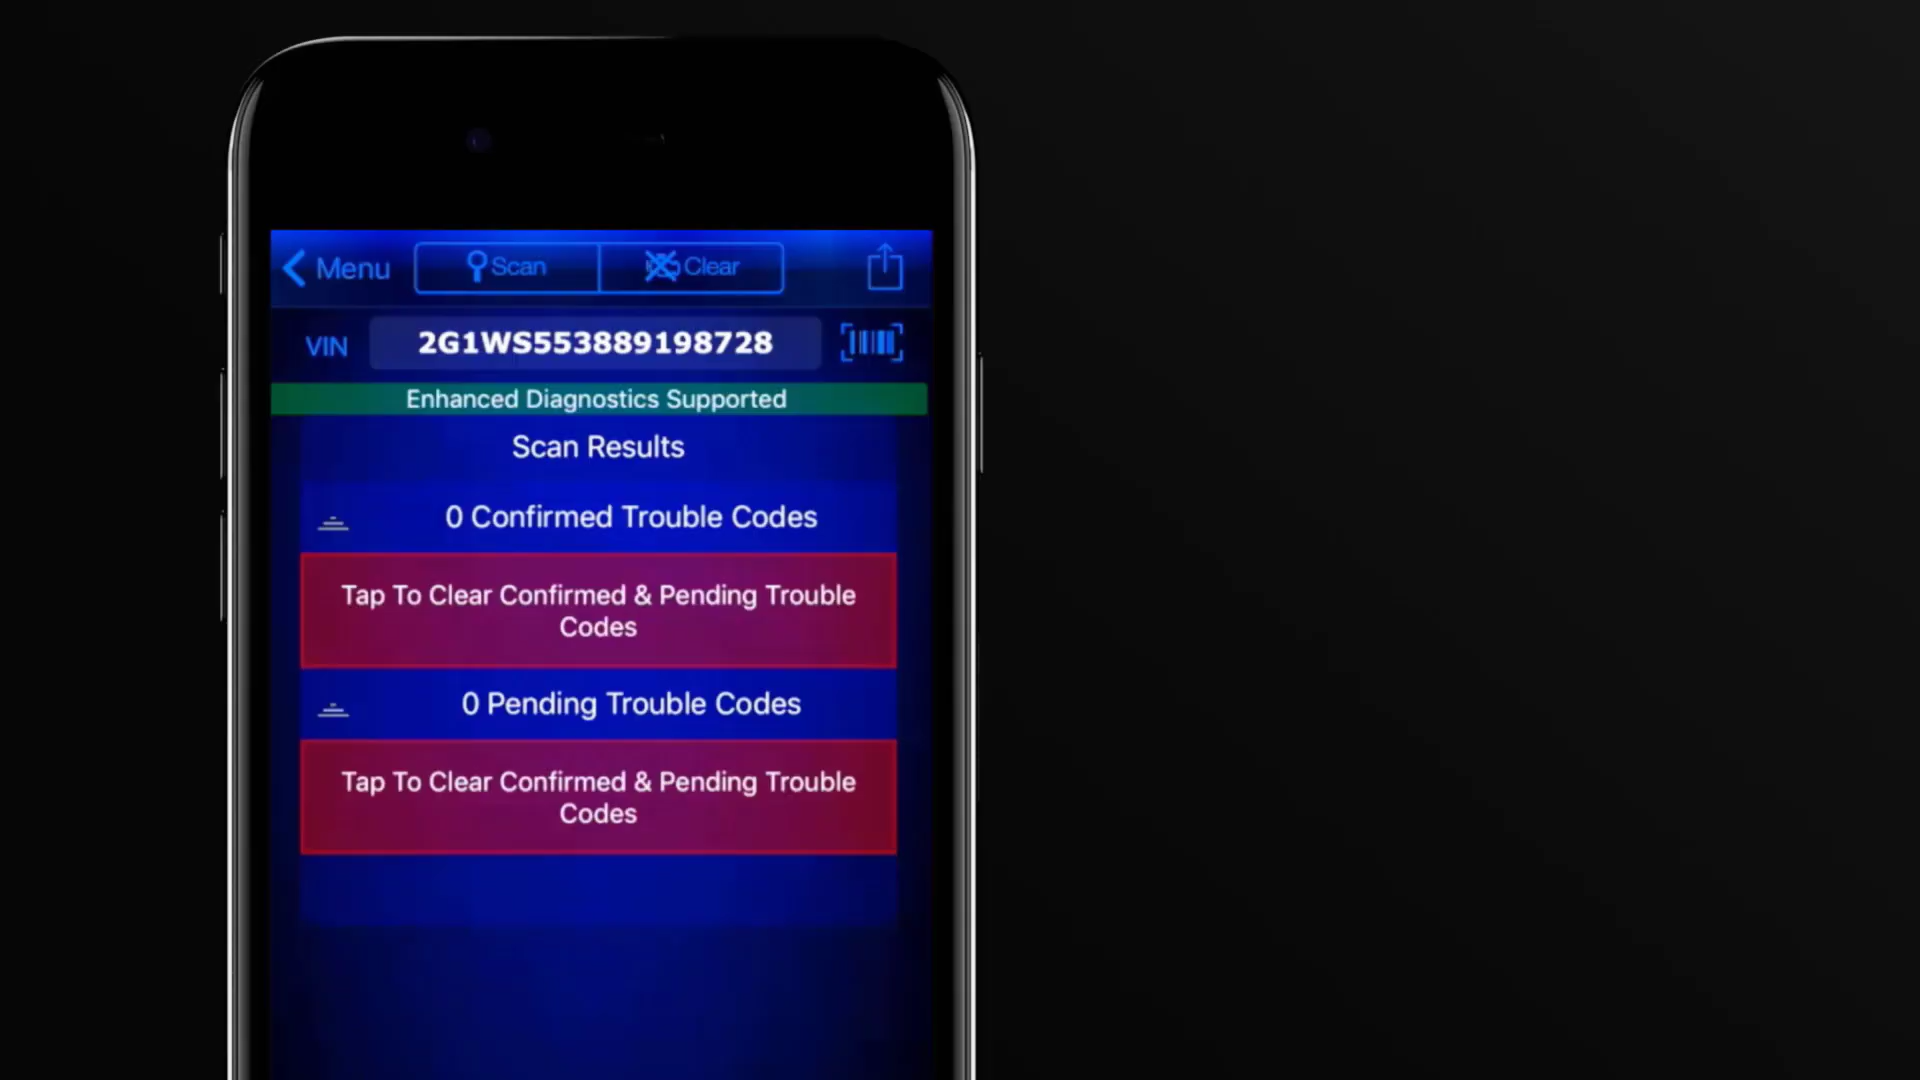 Menu
Scan
Clear
VIN
2G1WS553889198728
Enhanced Diagnostics Supported
Scan Results
0 Confirmed Trouble Codes
Tap To Clear Confirmed & Pending Trouble
Codes
0 Pending Trouble Codes
Tap To Clear Confirmed & Pending Trouble
Codes